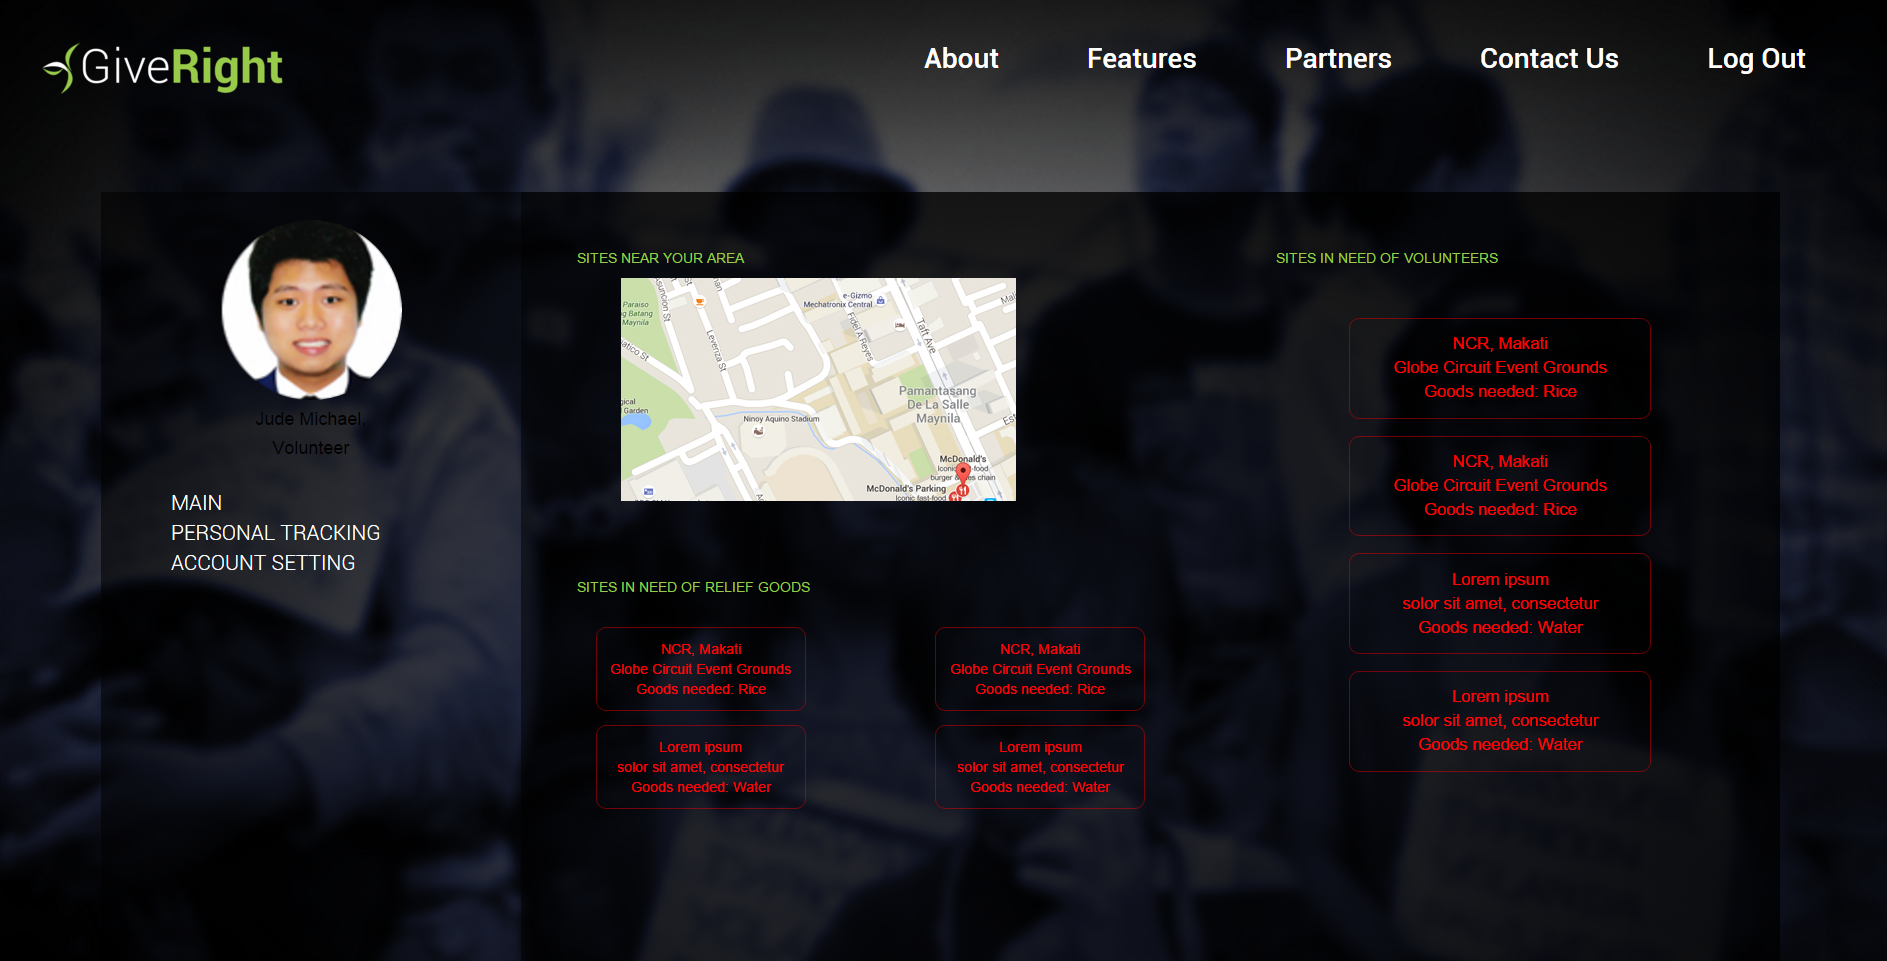 GiveRight
About
Features
Partners
Contact Us
Log Out
Jude Michael,
Volunteer
MAIN
PERSONAL TRACKING
ACCOUNT SETTING
SITES NEAR YOUR AREA
e-Gizmo
Mechatronix Central
Paraiso
ng Batang
Maynila
Leveriza St
Fidel A Reyes
Taft Ave
Pamantasang
De La Salle
Maynila
Garden
Ninoy Aquino Stadium
McDonald's
burger
chain
McDonald's Parking
Iconic fast-food
SITES IN NEED OF RELIEF GOODS
NCR, Makati
Globe Circuit Event Grounds
Goods needed: Rice
NCR, Makati
Globe Circuit Event Grounds
Goods needed: Rice
Lorem ipsum
solor sit amet, consectetur
Goods needed: Water
Lorem ipsum
solor sit amet, consectetur
Goods needed: Water
SITES IN NEED OF VOLUNTEERS
NCR, Makati
Globe Circuit Event Grounds
Goods needed: Rice
NCR, Makati
Globe Circuit Event Grounds
Goods needed: Rice
Lorem ipsum
solor sit amet, consectetur
Goods needed: Water
Lorem ipsum
solor sit amet, consectetur
Goods needed: Water